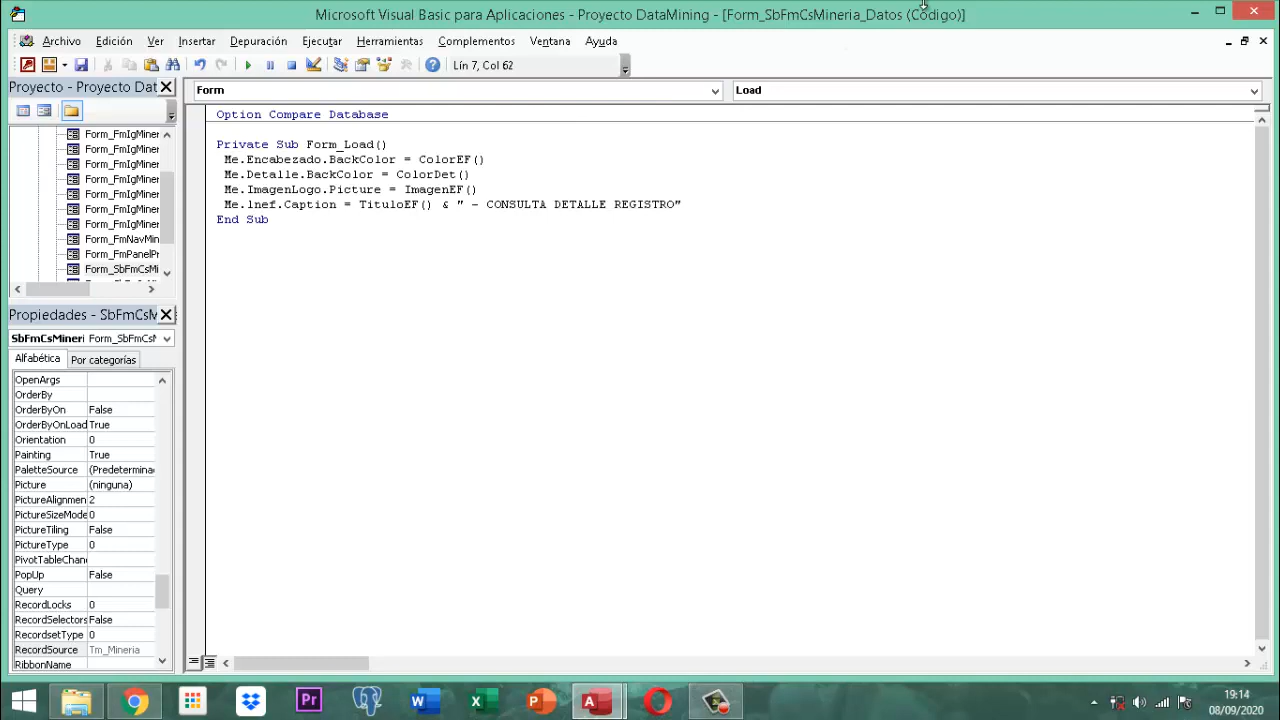 Microsoft Visual Basic para Aplicaciones - Proyecto DataMining - [Form_SbFmCsMineria_Datos (Código)]
Archivo Edición Ver Insertar Depuración Ejecutar Herramientas Complementos Ventana Ayuda
Lín 7, Col 62
Proyecto - Proyecto Dat
Form_FmIgMiner
Form_FmIgMiner
Form_FmIgMiner
Form_FmIgMiner
Form_FmIgMiner
Form_FmIgMiner
Form_FmIgMiner
Form_FmNavMin
Form_FmPanelPr
Form_SbFmCsMi
Propiedades - SbFmCsM
SbFmCsMineri Form_SbFmCsM
Alfabética Por categorías
OpenArgs
OrderBy
OrderByOn False
OrderByOnLoad True
Orientation 0
Painting True
PaletteSource (Predetermina
Picture (ninguna)
PictureAlignmen 2
PictureSizeMode 0
PictureTiling False
PictureType 0
PivotTableChan
PopUp False
Query
RecordLocks 0
RecordSelectors False
RecordsetType 0
RecordSource Tm_Mineria
RibbonName
Form Load
Option Compare Database
Private Sub Form_Load()
Me.Encabezado.BackColor = ColorEF()
Me.Detalle.BackColor = ColorDet()
Me.ImagenLogo.Picture = ImagenEF()
Me.lnef.Caption = TituloEF() & " - CONSULTA DETALLE REGISTRO"
End Sub
Pr W X P A
19:14
08/09/2020